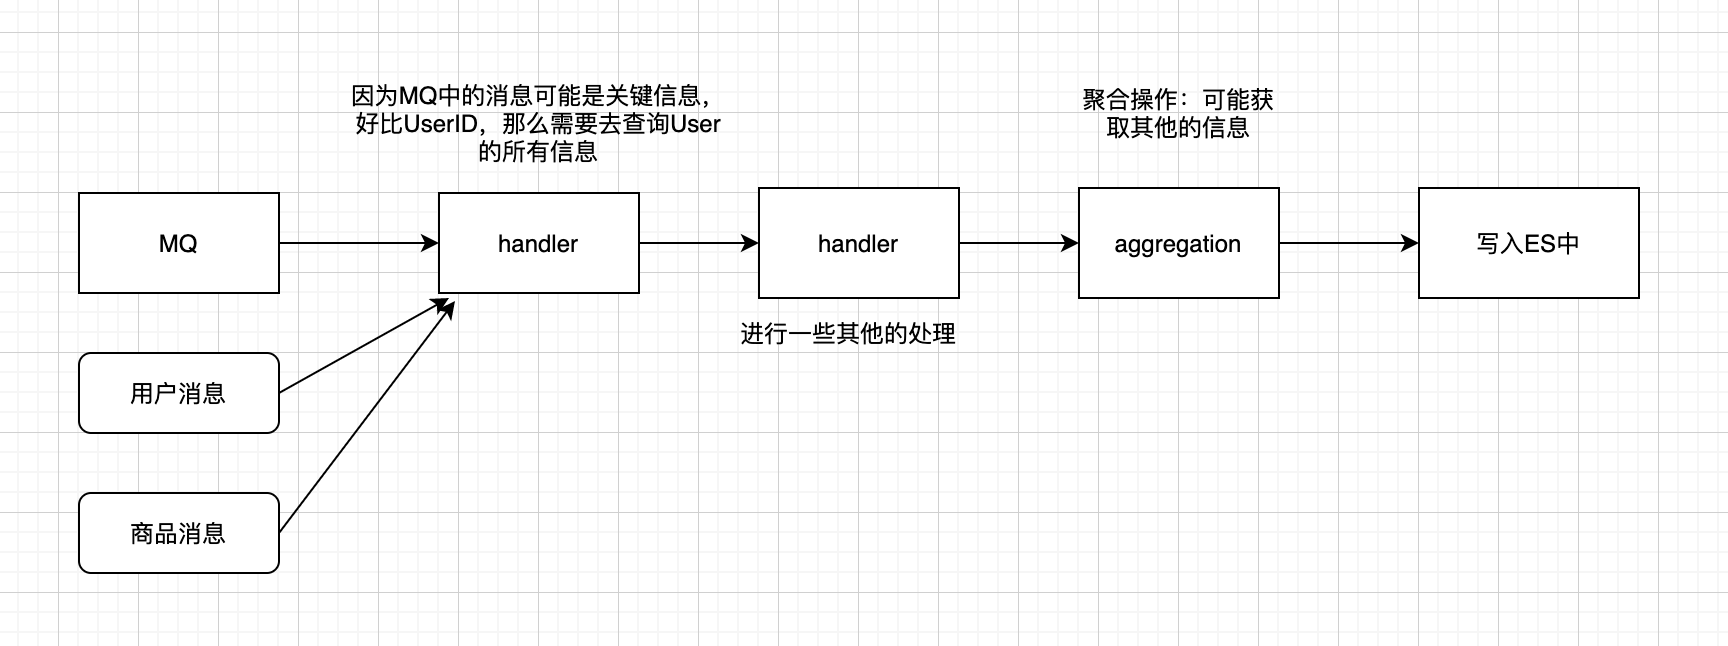 因为MQ中的消息可能是关键信息，
好比UserID，那么需要去查询User
的所有信息
聚合操作：可能获
取其他的信息
MQ
handler
handler
aggregation
写入ES中
进行一些其他的处理
用户消息
商品消息